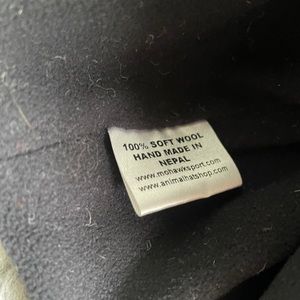 100% SOFT WOOL
HAND MADE IN
NEPAL
www.mohawksport.com
www.animalhatshop.com